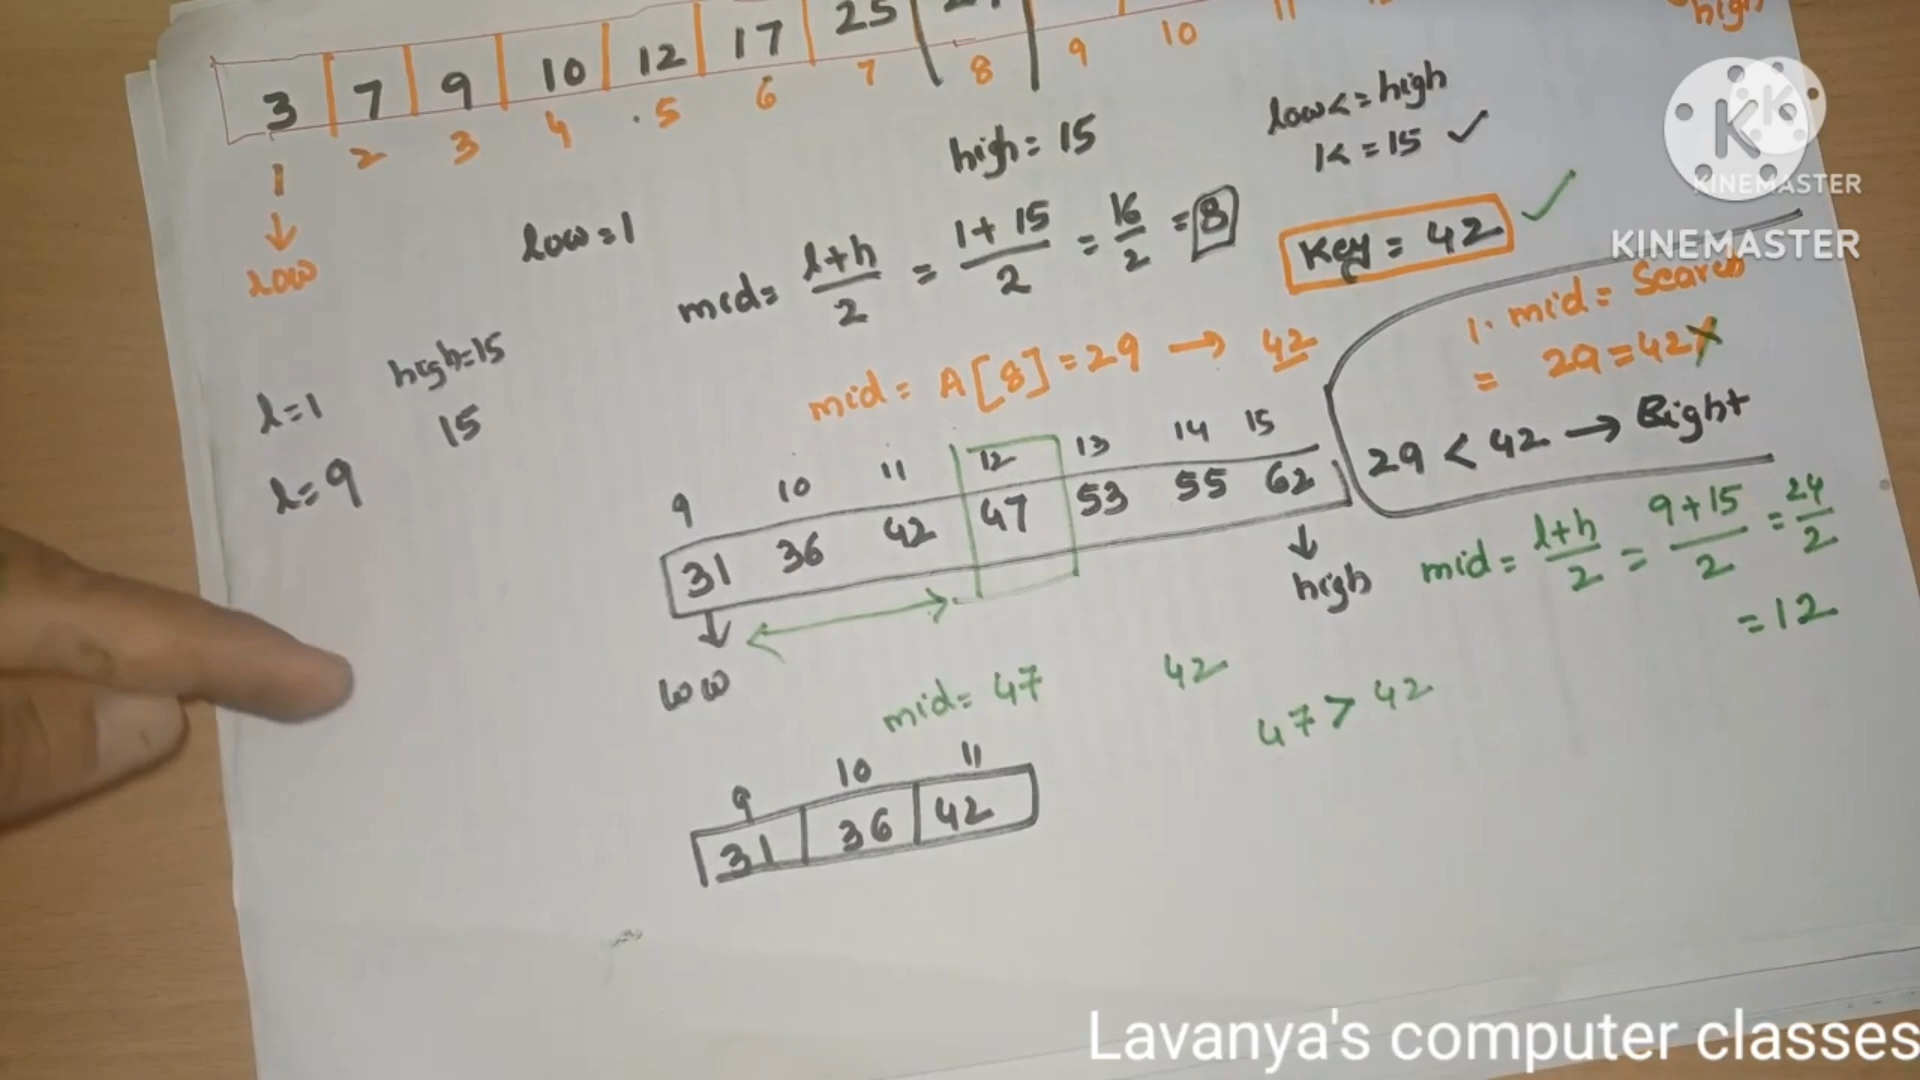 3 7 9 10 12 17 25
1 2 3 4 5 6 7 8 9 10 11
high
low
low=1
high=15
low<=high
1<=15 ✓
mid= l+h/2 = 1+15/2 = 16/2 = 8
Key = 42 ✓
K
KINEMASTER
KINEMASTER
l=1 high=15
l=9 15
mid= A[8]=29 → 42
1. mid= Search
= 29=42 X
29 < 42 → Right
9 10 11 12 13 14 15
31 36 42 47 53 55 62
low
high
mid= l+h/2 = 9+15/2 = 24/2
= 12
mid= 47 42
47 > 42
9 10 11
31 36 42
Lavanya's computer classes